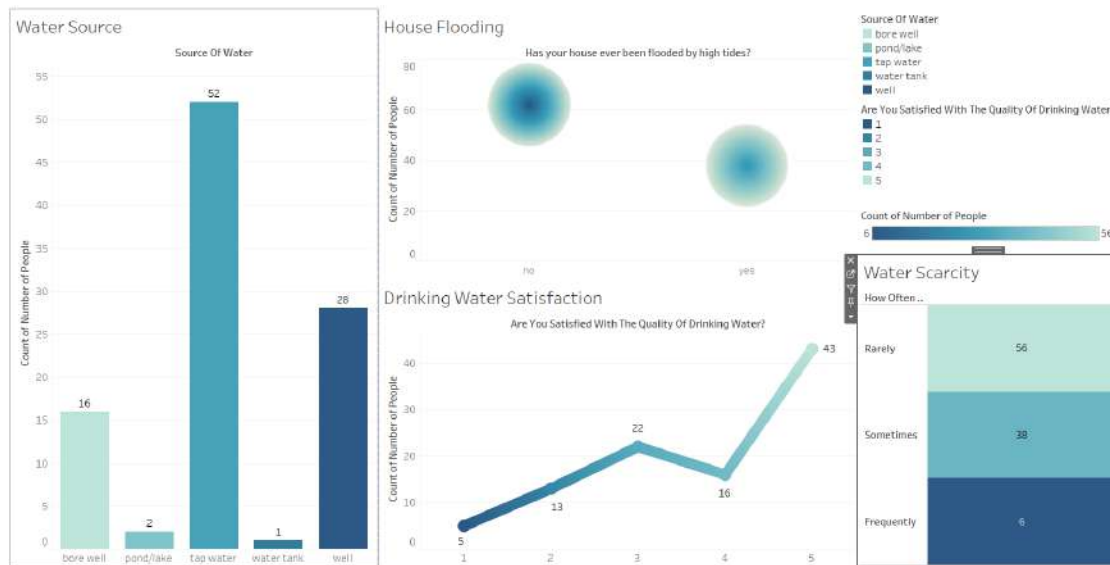 Water Source
Source Of Water
Count of Number of People
55
50
45
40
35
30
25
20
15
10
5
0
16
2
52
1
28
bore well
pond/lake
tap water
water tank
well
House Flooding
Has your house ever been flooded by high tides?
Count of Number of People
80
60
40
20
0
no
yes
Drinking Water Satisfaction
Are You Satisfied With The Quality Of Drinking Water?
Count of Number of People
40
30
20
10
0
5
13
22
16
43
1
2
3
4
5
Source Of Water
bore well
pond/lake
tap water
water tank
well
Are You Satisfied With The Quality Of Drinking Water
1
2
3
4
5
Count of Number of People
6
56
Water Scarcity
How Often ..
Rarely
56
Sometimes
38
Frequently
6